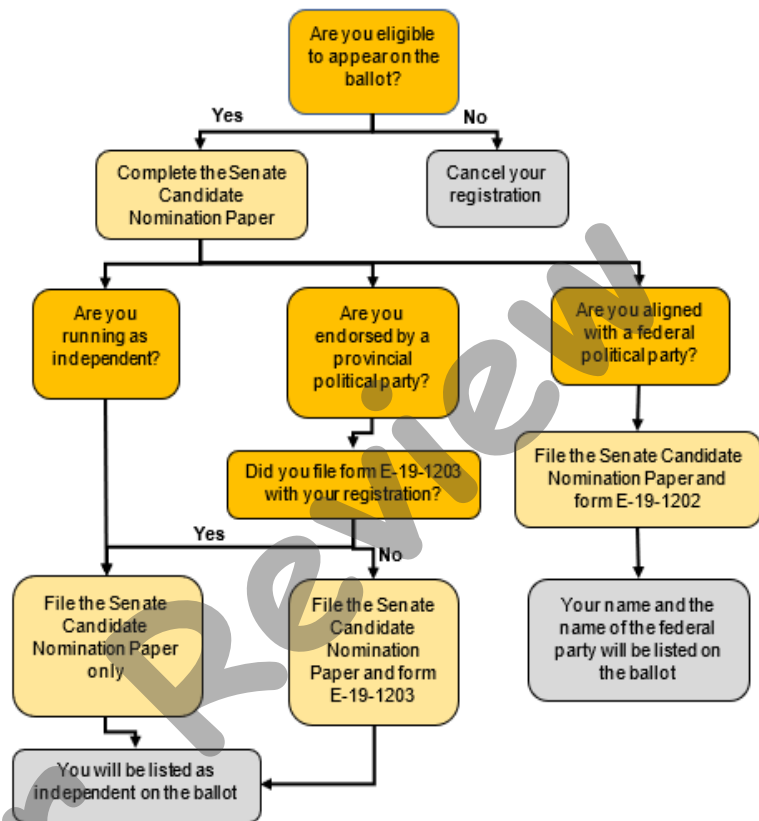 Are you eligible
to appear on the
ballot?
Yes
No
Complete the Senate
Candidate
Nomination Paper
Cancel your
registration
Are you
running as
independent?
Are you
endorsed by a
provincial
political party?
Are you aligned
with a federal
political party?
Did you file form E-19-1203
with your registration?
File the Senate Candidate
Nomination Paper and
form E-19-1202
Yes
No
File the Senate
Candidate
Nomination Paper
only
File the Senate
Candidate
Nomination
Paper and form
E-19-1203
Your name and the
name of the federal
party will be listed on
the ballot
You will be listed as
independent on the ballot
Review